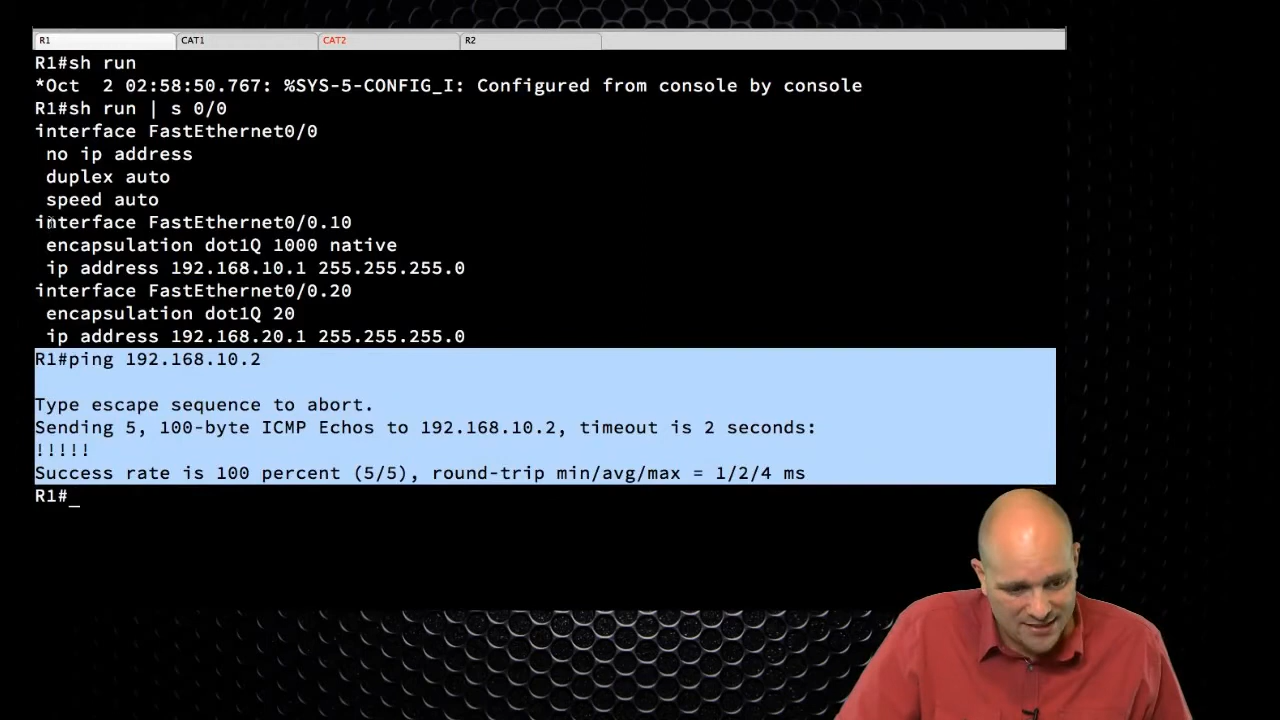 R1 CAT1 CAT2 R2
R1#sh run
*Oct  2 02:58:50.767: %SYS-5-CONFIG_I: Configured from console by console
R1#sh run | s 0/0
interface FastEthernet0/0
 no ip address
 duplex auto
 speed auto
interface FastEthernet0/0.10
 encapsulation dot1Q 1000 native
 ip address 192.168.10.1 255.255.255.0
interface FastEthernet0/0.20
 encapsulation dot1Q 20
 ip address 192.168.20.1 255.255.255.0
R1#ping 192.168.10.2
Type escape sequence to abort.
Sending 5, 100-byte ICMP Echos to 192.168.10.2, timeout is 2 seconds:
!!!!!
Success rate is 100 percent (5/5), round-trip min/avg/max = 1/2/4 ms
R1#_